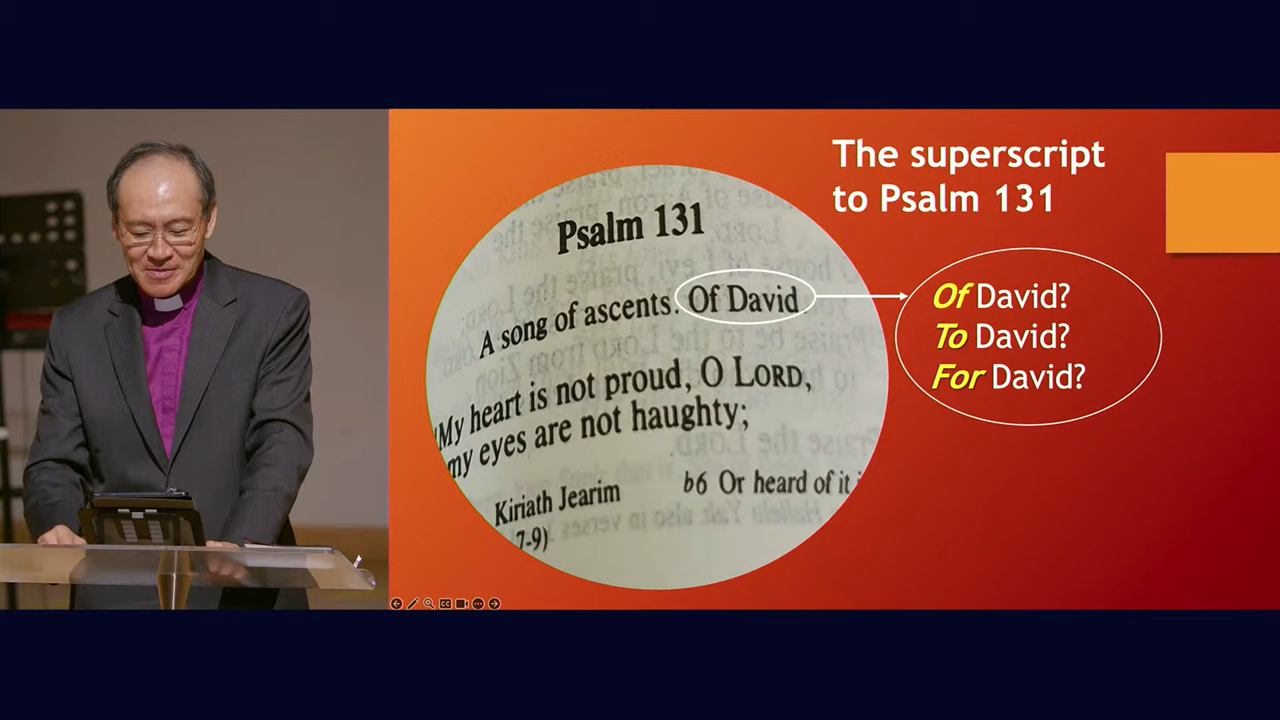 The superscript
to Psalm 131
Psalm 131
A song of ascents. Of David.
My heart is not proud, O LORD,
my eyes are not haughty;
Kiriath Jearim
b6 Or heard of it
7-9)
Of David?
To David?
For David?